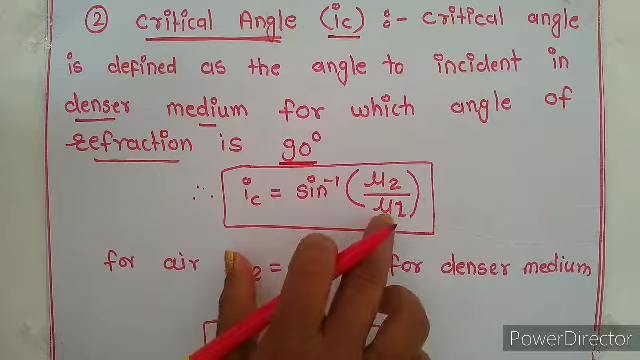 ② Critical Angle (ic) :- critical angle
is defined as the angle to incident in
denser medium for which angle of
refraction is 90°
∴ ic = sin⁻¹ (μ2/μ1)
for air 2 = for denser medium
PowerDirector